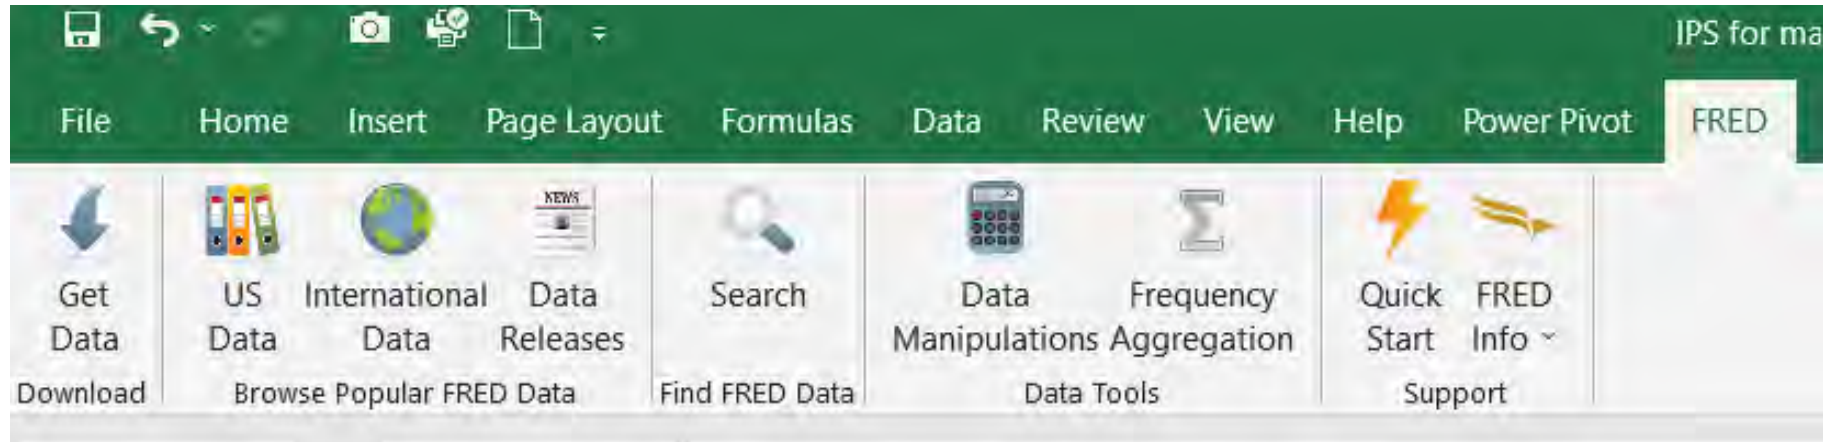 IPS for ma
File Home Insert Page Layout Formulas Data Review View Help Power Pivot FRED
NEWS
Get US International Data Search Data Frequency Quick FRED
Data Data Data Releases Manipulations Aggregation Start Info
Download Browse Popular FRED Data Find FRED Data Data Tools Support